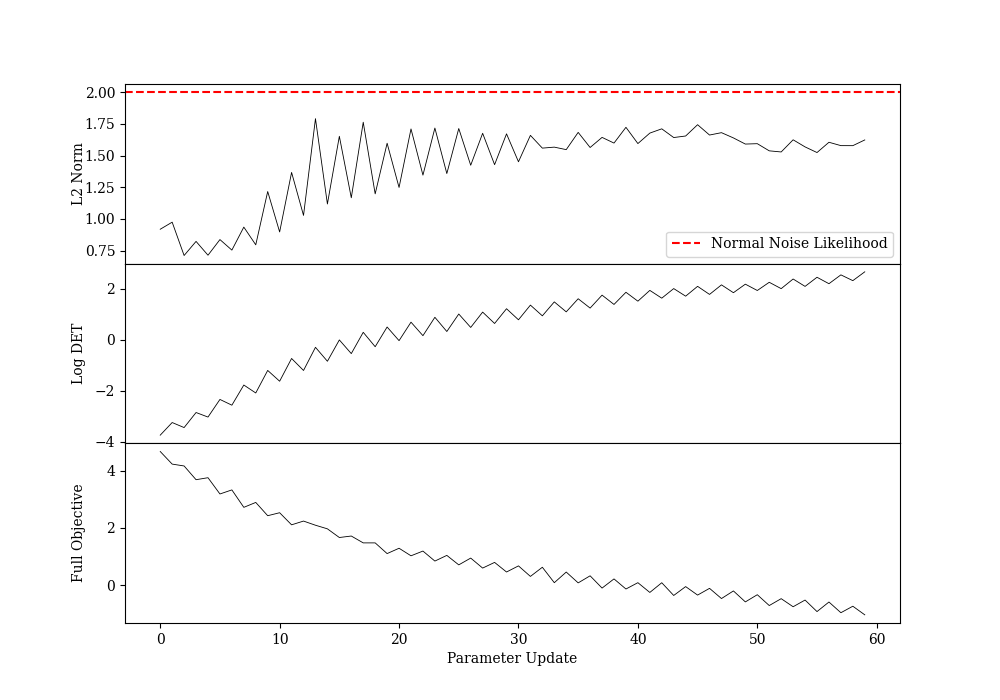 2.00
1.75
1.50
1.25
1.00
0.75
L2 Norm
Normal Noise Likelihood
2
0
−2
−4
Log DET
4
2
0
Full Objective
0 10 20 30 40 50 60
Parameter Update